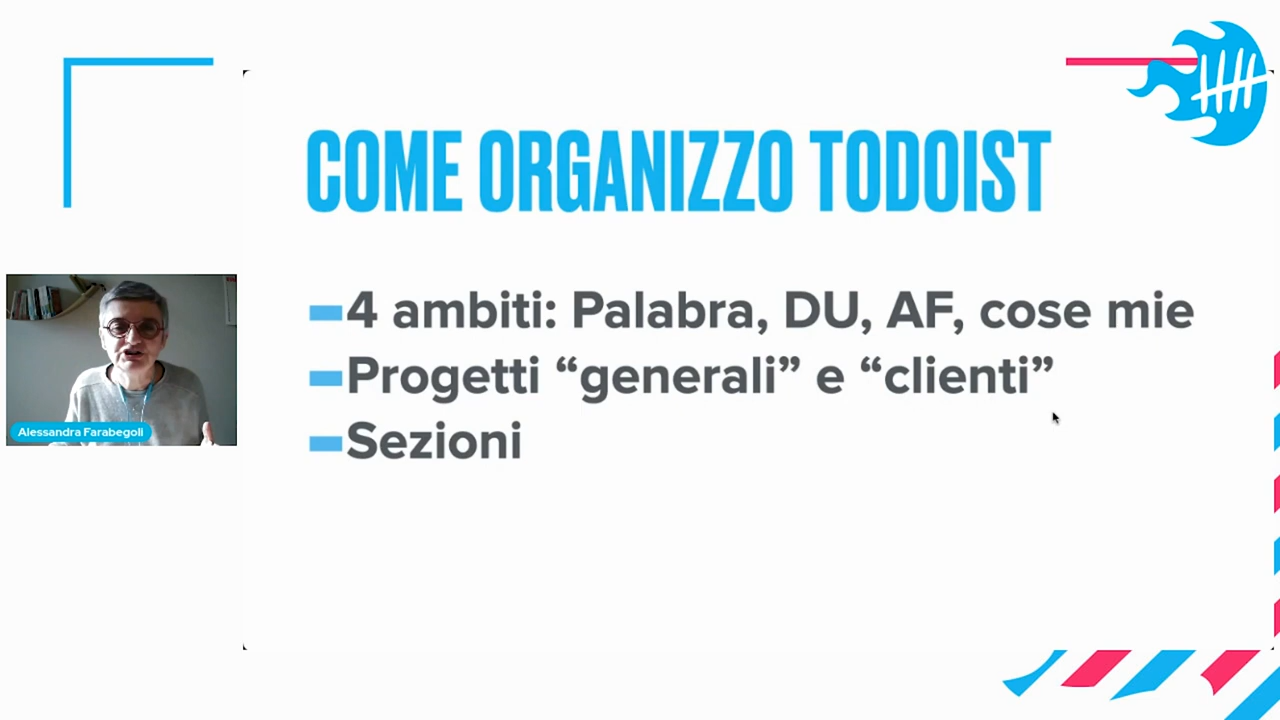 COME ORGANIZZO TODOIST
4 ambiti: Palabra, DU, AF, cose mie
Progetti “generali” e “clienti”
Sezioni
Alessandra Farabegoli